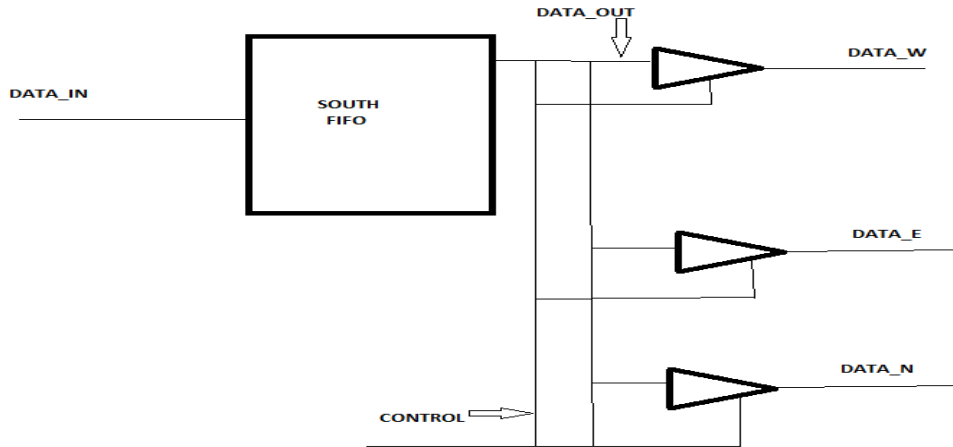 DATA_OUT
DATA_W
DATA_IN
SOUTH
FIFO
DATA_E
DATA_N
CONTROL